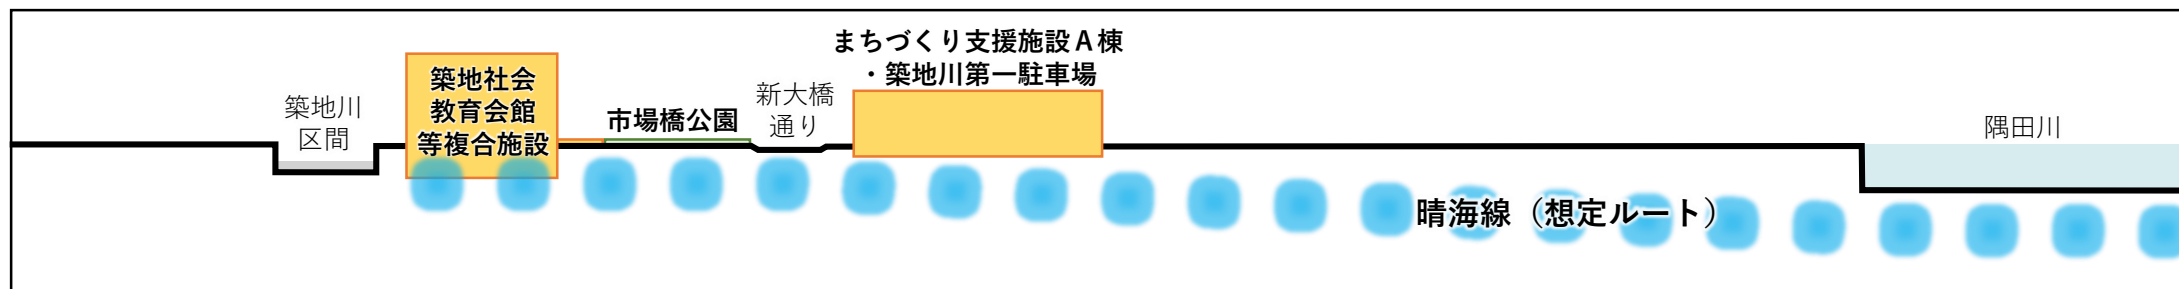 築地川
区間
築地社会
教育会館
等複合施設
市場橋公園
新大橋
通り
まちづくり支援施設Ａ棟
・築地川第一駐車場
晴海線（想定ルート）
隅田川